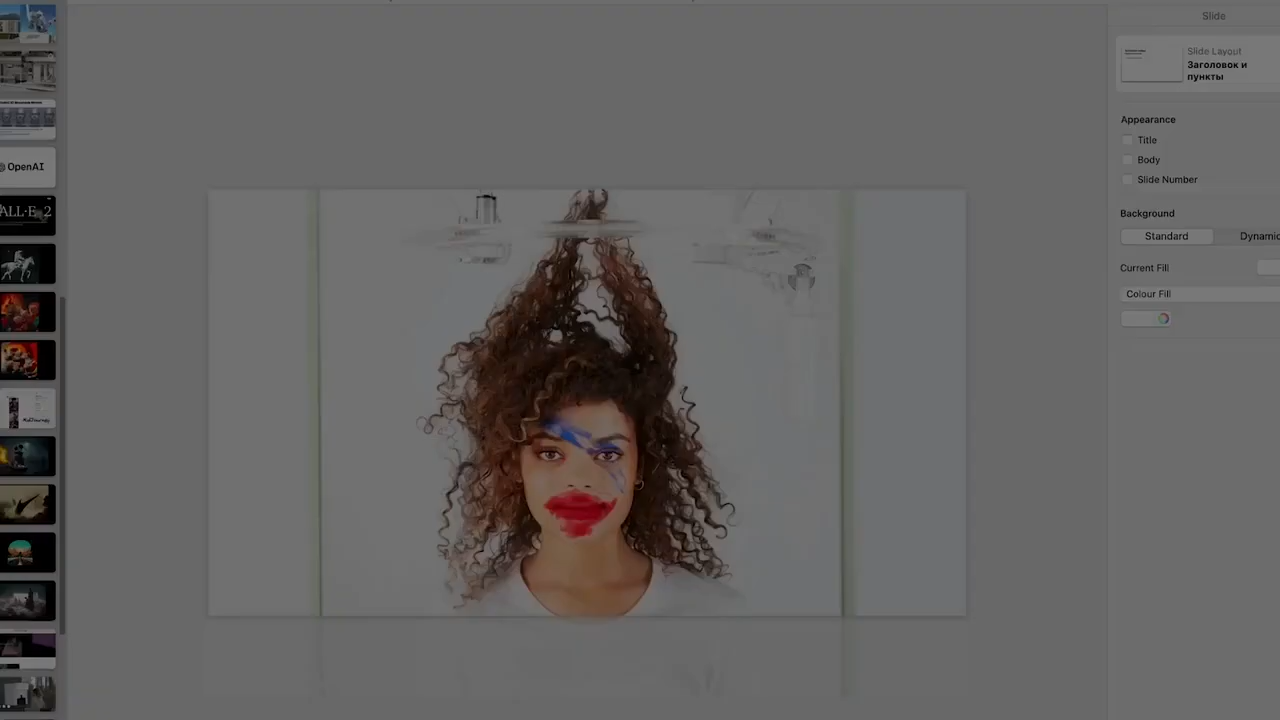 OpenAI
ALL·E 2
Slide
Slide Layout
Заголовок и
пункты
Appearance
Title
Body
Slide Number
Background
Standard
Dynamic
Current Fill
Colour Fill